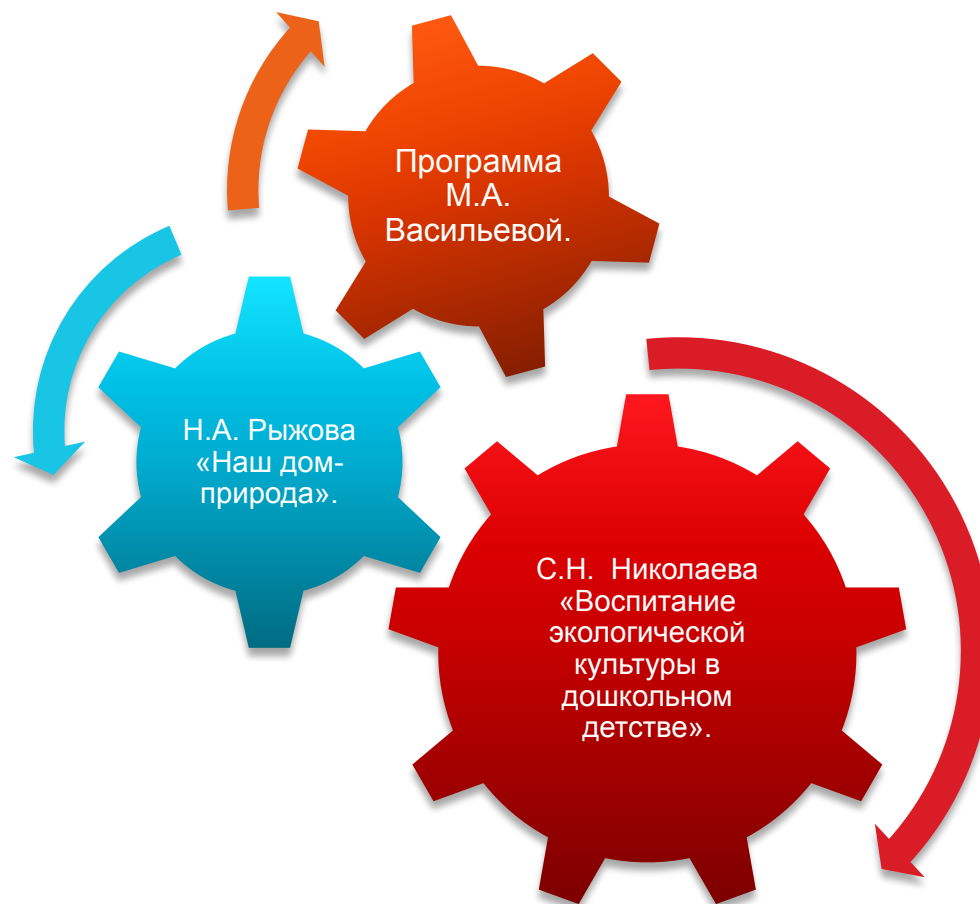 Программа
М.А.
Васильевой.
Н.А. Рыжова
«Наш дом-
природа».
С.Н.  Николаева
«Воспитание
экологической
культуры в
дошкольном
детстве».